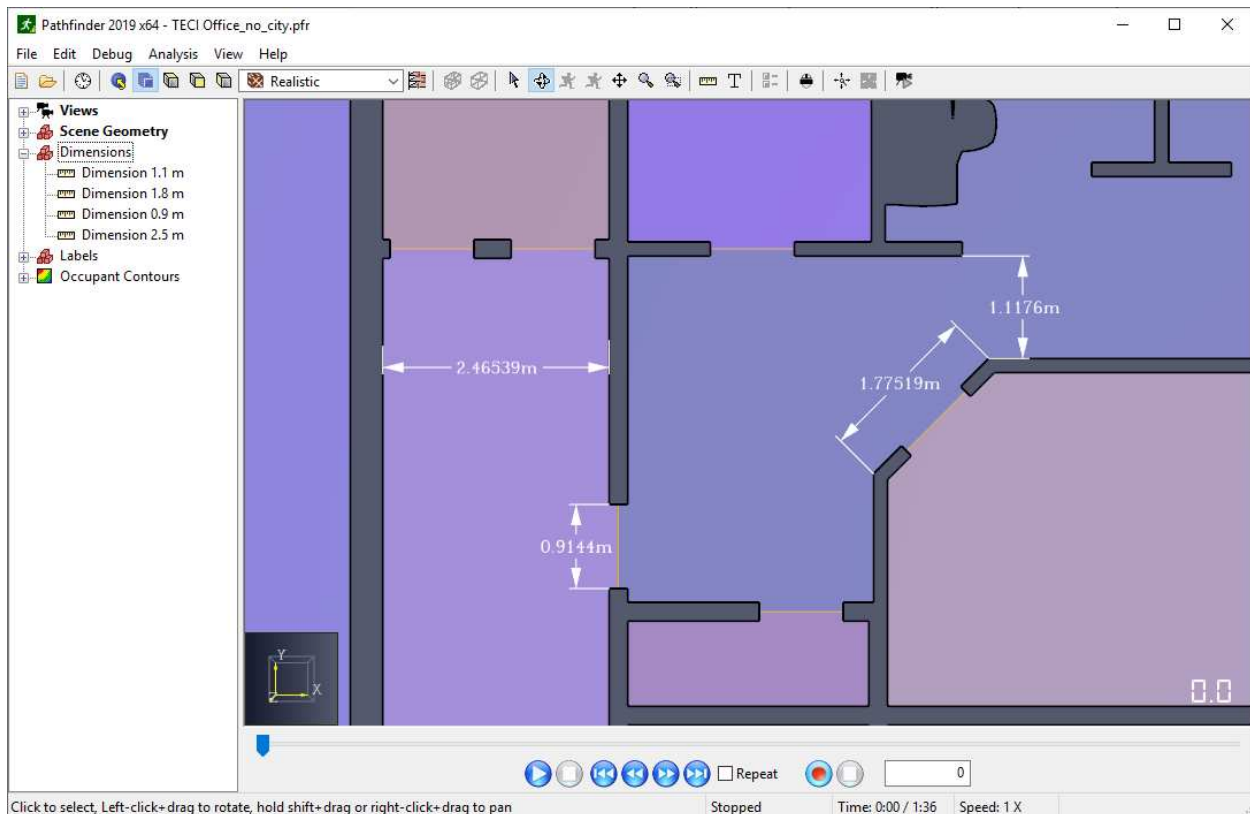 Pathfinder 2019 x64 - TECI Office_no_city.pfr
File Edit Debug Analysis View Help
Realistic
Views
Scene Geometry
Dimensions
Dimension 1.1 m
Dimension 1.8 m
Dimension 0.9 m
Dimension 2.5 m
Labels
Occupant Contours
1.1176m
2.46539m
1.77519m
0.9144m
Y
X
Z
0.0
Repeat
0
Click to select, Left-click+drag to rotate, hold shift+drag or right-click+drag to pan
Stopped
Time: 0:00 / 1:36
Speed: 1 X